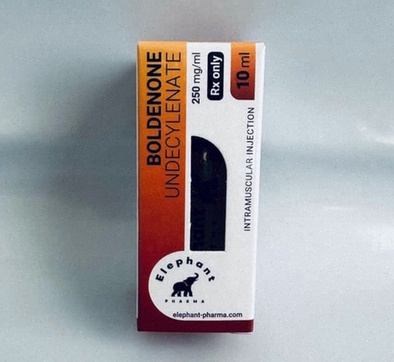 BOLDENONE
UNDECYLENATE
250 mg/ml
Rx only
10 ml
INTRAMUSCULAR INJECTION
Elephant
PHARMA
elephant-pharma.com